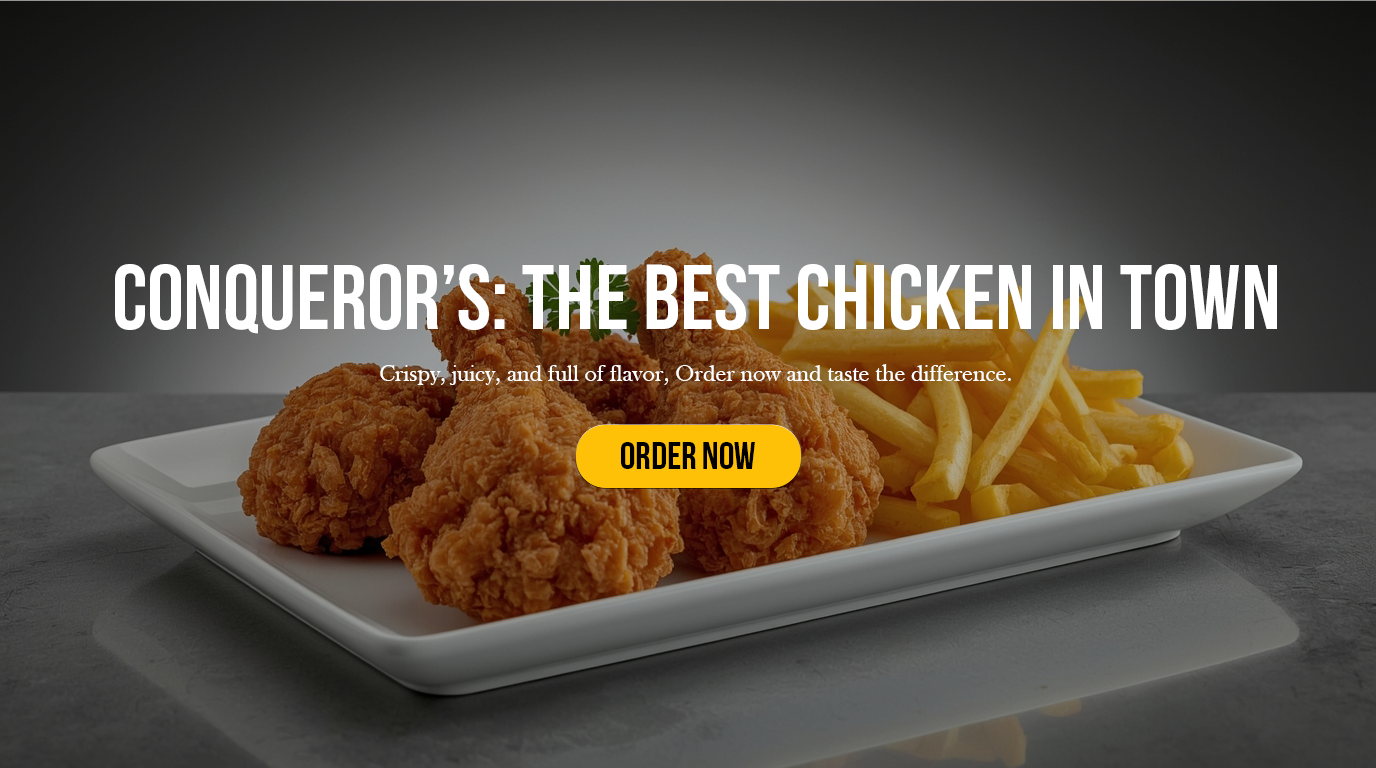 CONQUEROR’S: THE BEST CHICKEN IN TOWN
Crispy, juicy, and full of flavor, Order now and taste the difference.
ORDER NOW